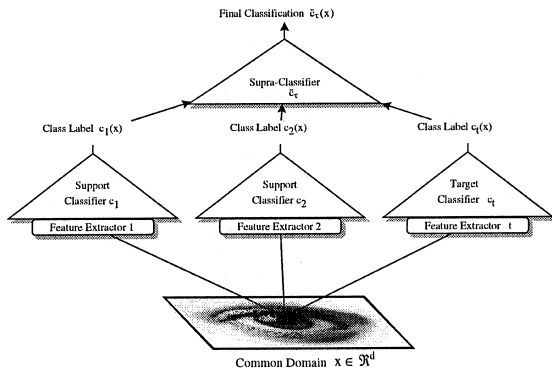 Final Classification c̃τ(x)
Supra-Classifier
c̃τ
Class Label c₁(x)
Class Label c₂(x)
Class Label cₜ(x)
Support
Classifier c₁
Support
Classifier c₂
Target
Classifier cₜ
Feature Extractor 1
Feature Extractor 2
Feature Extractor t
Common Domain x ∈ ℜᵈ